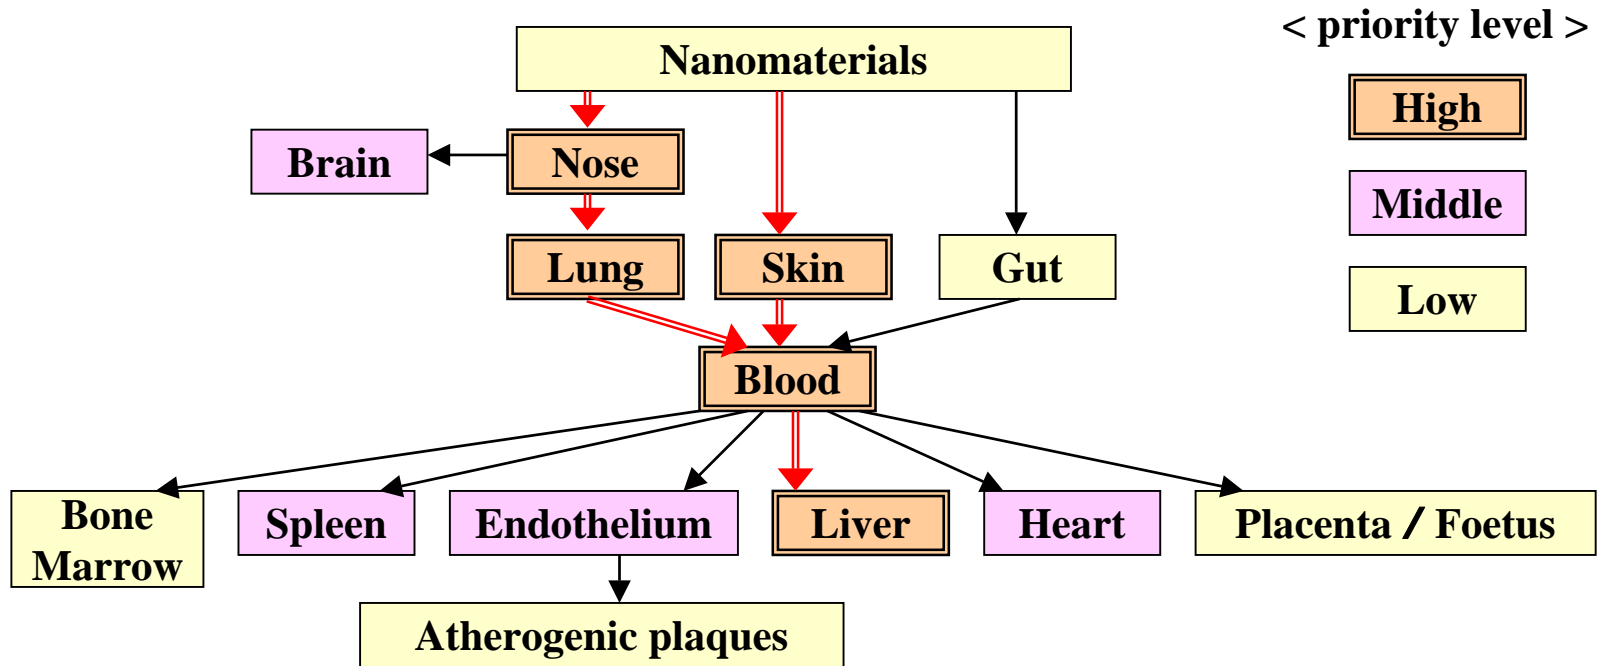 < priority level >
Nanomaterials
High
Brain
Nose
Middle
Lung
Skin
Gut
Low
Blood
Bone
Marrow
Spleen
Endothelium
Liver
Heart
Placenta / Foetus
Atherogenic plaques